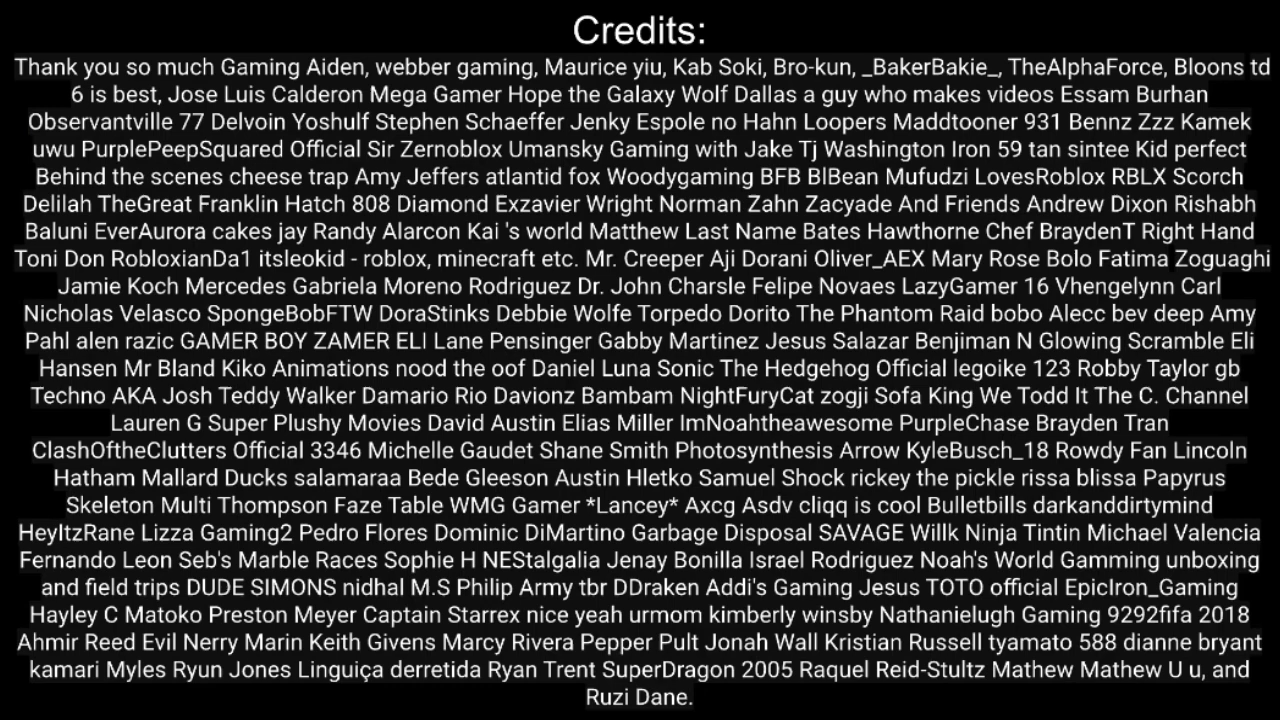 Credits:
Thank you so much Gaming Aiden, webber gaming, Maurice yiu, Kab Soki, Bro-kun, _BakerBakie_, TheAlphaForce, Bloons td
6 is best, Jose Luis Calderon Mega Gamer Hope the Galaxy Wolf Dallas a guy who makes videos Essam Burhan
Observantville 77 Delvoin Yoshulf Stephen Schaeffer Jenky Espole no Hahn Loopers Maddtooner 931 Bennz Zzz Kamek
uwu PurplePeepSquared Official Sir Zernoblox Umansky Gaming with Jake Tj Washington Iron 59 tan sintee Kid perfect
Behind the scenes cheese trap Amy Jeffers atlantid fox Woodygaming BFB BlBean Mufudzi LovesRoblox RBLX Scorch
Delilah TheGreat Franklin Hatch 808 Diamond Exzavier Wright Norman Zahn Zacyade And Friends Andrew Dixon Rishabh
Baluni EverAurora cakes jay Randy Alarcon Kai 's world Matthew Last Name Bates Hawthorne Chef BraydenT Right Hand
Toni Don RobloxianDa1 itsleokid - roblox, minecraft etc. Mr. Creeper Aji Dorani Oliver_AEX Mary Rose Bolo Fatima Zoguaghi
Jamie Koch Mercedes Gabriela Moreno Rodriguez Dr. John Charsle Felipe Novaes LazyGamer 16 Vhengelynn Carl
Nicholas Velasco SpongeBobFTW DoraStinks Debbie Wolfe Torpedo Dorito The Phantom Raid bobo Alecc bev deep Amy
Pahl alen razic GAMER BOY ZAMER ELI Lane Pensinger Gabby Martinez Jesus Salazar Benjiman N Glowing Scramble Eli
Hansen Mr Bland Kiko Animations nood the oof Daniel Luna Sonic The Hedgehog Official legoike 123 Robby Taylor gb
Techno AKA Josh Teddy Walker Damario Rio Davionz Bambam NightFuryCat zogji Sofa King We Todd It The C. Channel
Lauren G Super Plushy Movies David Austin Elias Miller ImNoahtheawesome PurpleChase Brayden Tran
ClashOftheClutters Official 3346 Michelle Gaudet Shane Smith Photosynthesis Arrow KyleBusch_18 Rowdy Fan Lincoln
Hatham Mallard Ducks salamaraa Bede Gleeson Austin Hletko Samuel Shock rickey the pickle rissa blissa Papyrus
Skeleton Multi Thompson Faze Table WMG Gamer *Lancey* Axcg Asdv cliqq is cool Bulletbills darkanddirtymind
HeyItzRane Lizza Gaming2 Pedro Flores Dominic DiMartino Garbage Disposal SAVAGE Willk Ninja Tintin Michael Valencia
Fernando Leon Seb's Marble Races Sophie H NEStalgalia Jenay Bonilla Israel Rodriguez Noah's World Gamming unboxing
and field trips DUDE SIMONS nidhal M.S Philip Army tbr DDraken Addi's Gaming Jesus TOTO official EpicIron_Gaming
Hayley C Matoko Preston Meyer Captain Starrex nice yeah urmom kimberly winsby Nathanielugh Gaming 9292fifa 2018
Ahmir Reed Evil Nerry Marin Keith Givens Marcy Rivera Pepper Pult Jonah Wall Kristian Russell tyamato 588 dianne bryant
kamari Myles Ryun Jones Linguiça derretida Ryan Trent SuperDragon 2005 Raquel Reid-Stultz Mathew Mathew U u, and
Ruzi Dane.